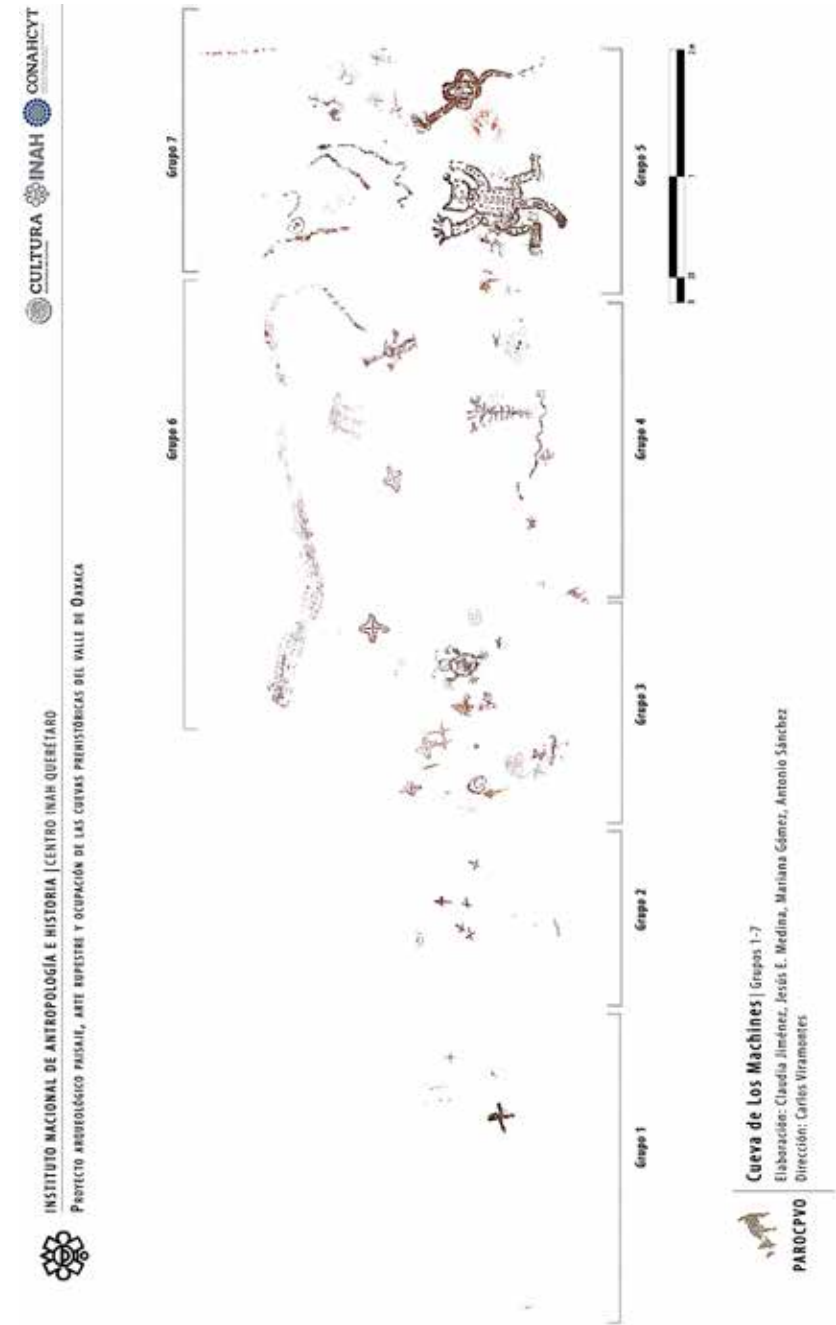 INSTITUTO NACIONAL DE ANTROPOLOGÍA E HISTORIA | CENTRO INAH QUERÉTARO
PROYECTO ARQUEOLÓGICO PAISAJE, ARTE RUPESTRE Y OCUPACIÓN DE LAS CUEVAS PREHISTÓRICAS DEL VALLE DE OAXACA
CULTURA INAH CONAHCYT
Grupo 6
Grupo 7
Grupo 1
Grupo 2
Grupo 3
Grupo 4
Grupo 5
0
1
PAROCPVO
Cueva de Los Machines | Grupos 1-7
Elaboración: Claudia Jiménez, Jesús E. Medina, Mariana Gómez, Antonio Sánchez
Dirección: Carlos Viramontes